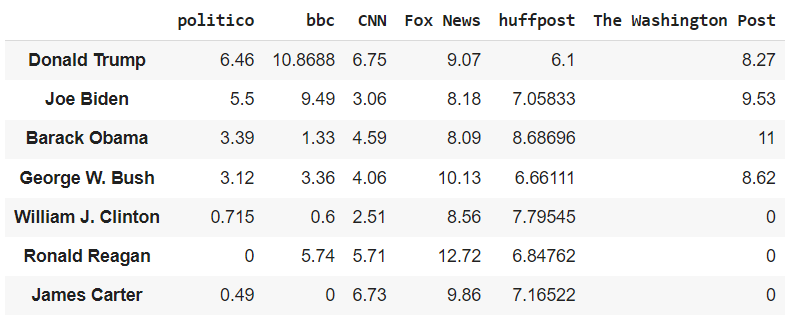 politico bbc CNN Fox News huffpost The Washington Post
Donald Trump 6.46 10.8688 6.75 9.07 6.1 8.27
Joe Biden 5.5 9.49 3.06 8.18 7.05833 9.53
Barack Obama 3.39 1.33 4.59 8.09 8.68696 11
George W. Bush 3.12 3.36 4.06 10.13 6.66111 8.62
William J. Clinton 0.715 0.6 2.51 8.56 7.79545 0
Ronald Reagan 0 5.74 5.71 12.72 6.84762 0
James Carter 0.49 0 6.73 9.86 7.16522 0